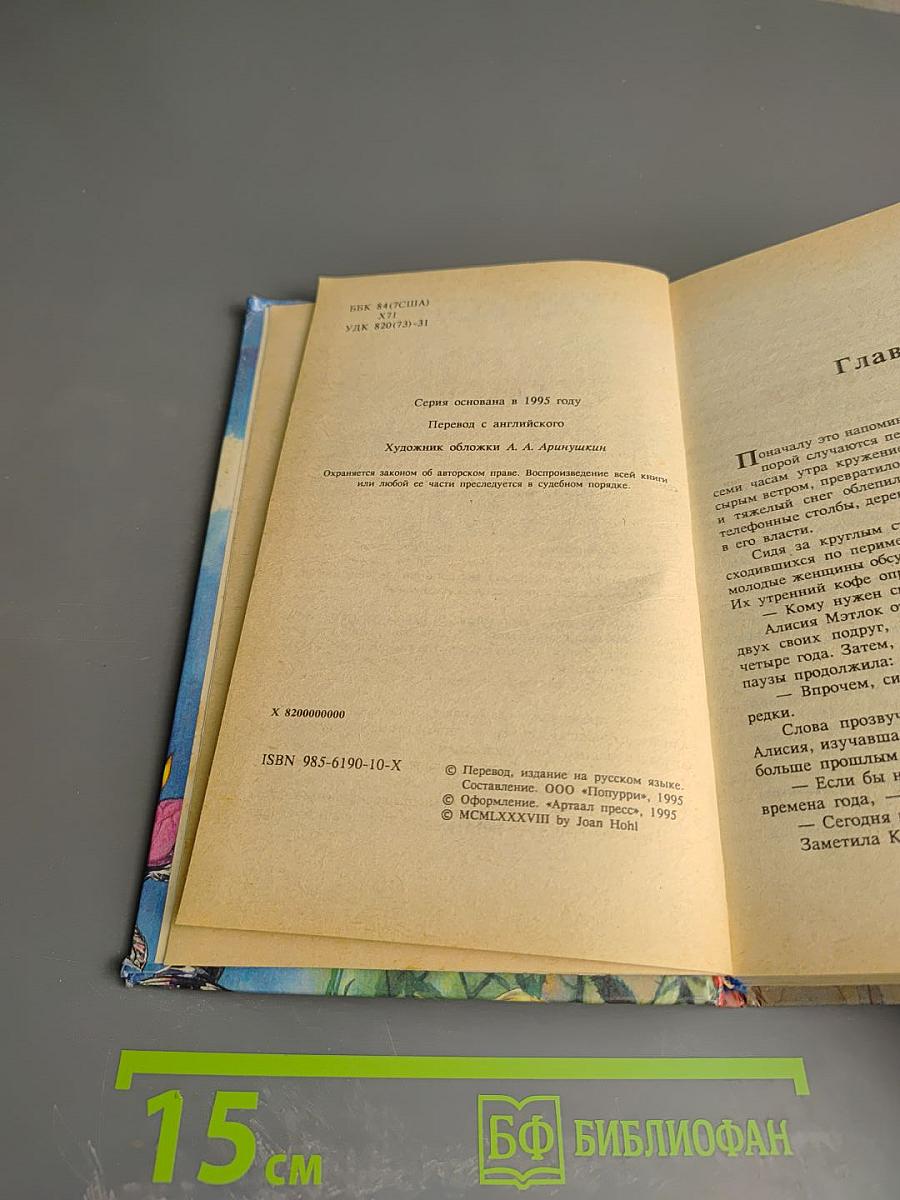 ББК 84(7США)
Х71
УДК 820(73)-31
Серия основана в 1995 году
Перевод с английского
Художник обложки А. А. Аринушкин
Охраняется законом об авторском праве. Воспроизведение всей книги
или любой ее части преследуется в судебном порядке.
Х 8200000000
ISBN 985-6190-10-Х
© Перевод, издание на русском языке.
Составление. ООО «Попурри», 1995
© Оформление. «Артаал пресс», 1995
© MCMLXXXVIII by Joan Hohl
Глав
Поначалу это напомин
порой случаются пе
семи часам утра кружение
сырым ветром, превратило
и тяжелый снег облепил
телефонные столбы, дере
в его власти.
Сидя за круглым с
сходившихся по периме
молодые женщины обсу
Их утренний кофе опр
— Кому нужен с
Алисия Мэтлок о
двух своих подруг,
четыре года. Затем,
паузы продолжила:
— Впрочем, си
редки.
Слова прозвуч
Алисия, изучавша
больше прошлым
— Если бы н
времена года, —
— Сегодня
Заметила К
15 см
БФ БИБЛИОФАН